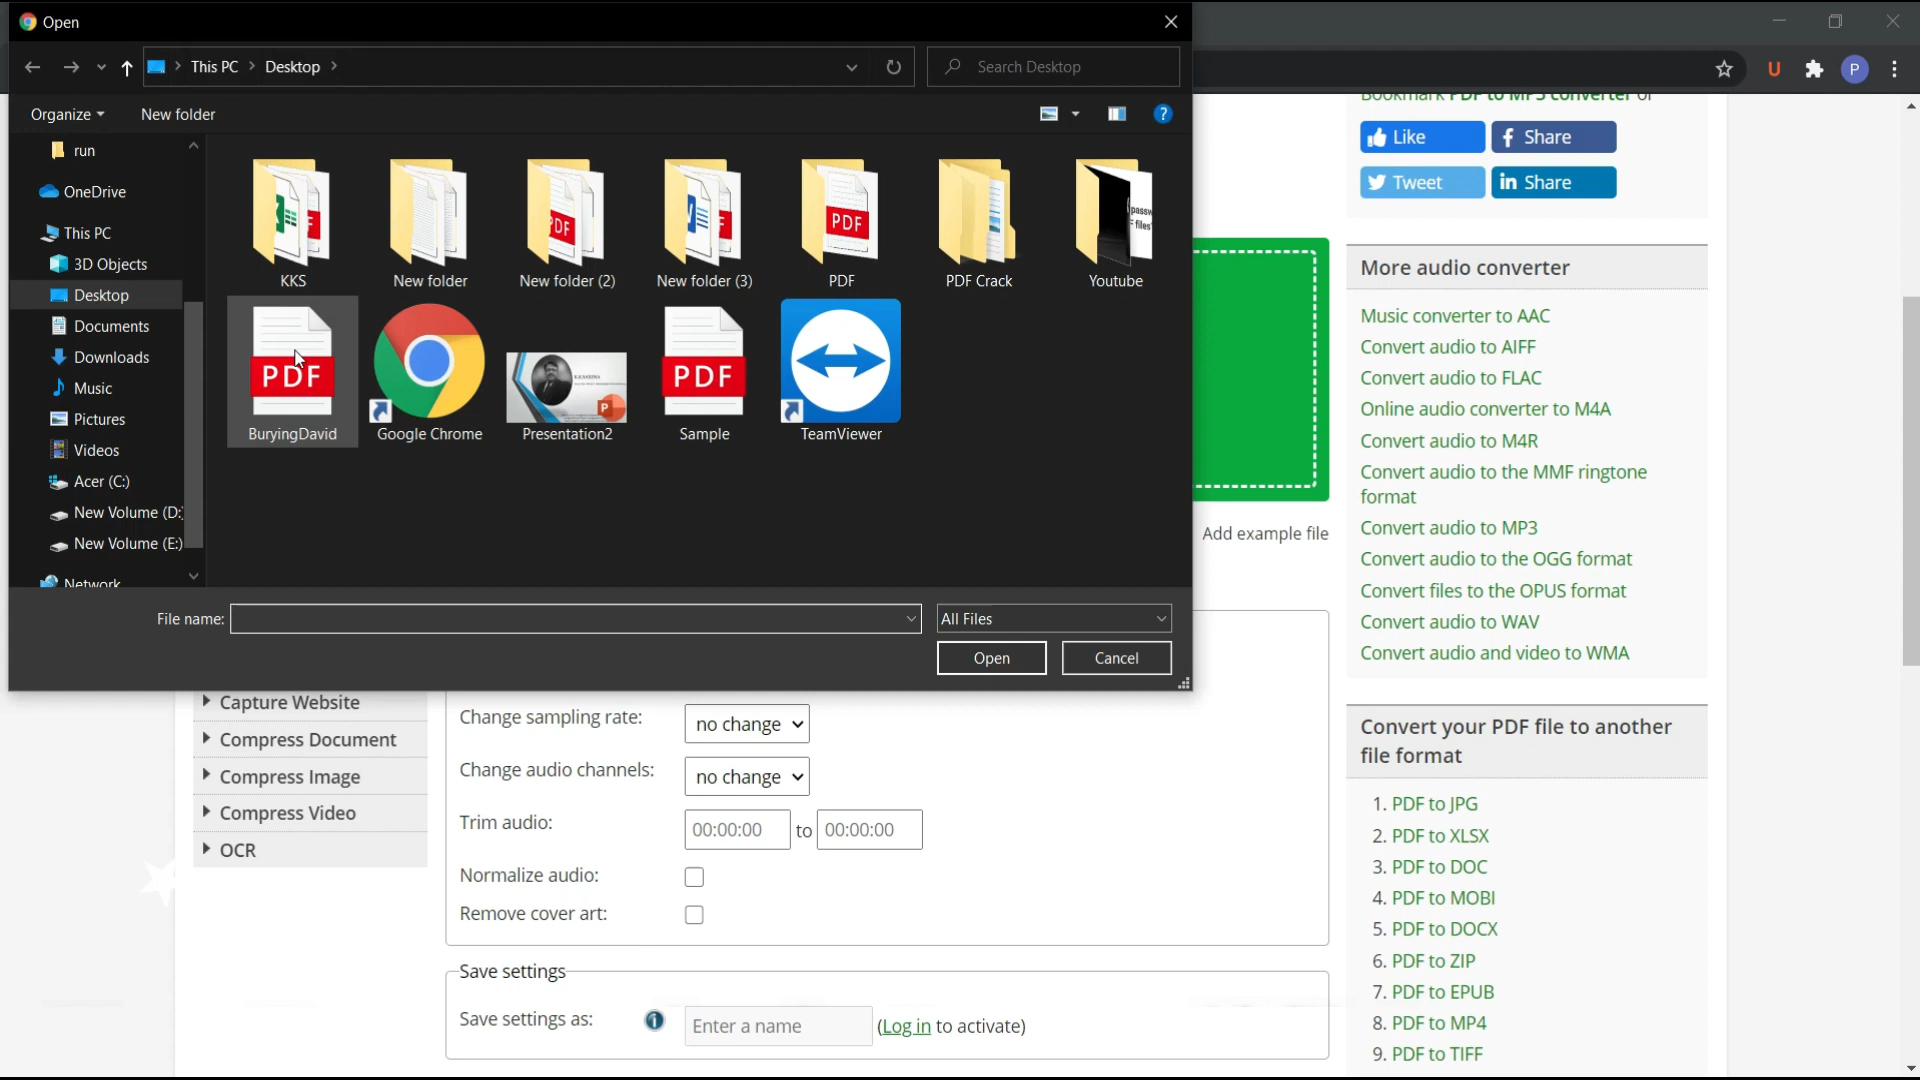 Open
This PC > Desktop >
Search Desktop
Organize
New folder
run
OneDrive
This PC
3D Objects
Desktop
Documents
Downloads
Music
Pictures
Videos
Acer (C:)
New Volume (D:)
New Volume (E:)
Network
KKS
New folder
New folder (2)
New folder (3)
PDF
PDF Crack
Youtube
BuryingDavid
Google Chrome
Presentation2
Sample
TeamViewer
File name:
All Files
Open
Cancel
P
U
Bookmark PDF to MP3 converter or
Like
Share
Tweet
in Share
More audio converter
Music converter to AAC
Convert audio to AIFF
Convert audio to FLAC
Online audio converter to M4A
Convert audio to M4R
Convert audio to the MMF ringtone
format
Convert audio to MP3
Convert audio to the OGG format
Convert files to the OPUS format
Convert audio to WAV
Convert audio and video to WMA
Add example file
Convert your PDF file to another
file format
1. PDF to JPG
2. PDF to XLSX
3. PDF to DOC
4. PDF to MOBI
5. PDF to DOCX
6. PDF to ZIP
7. PDF to EPUB
8. PDF to MP4
9. PDF to TIFF
Capture Website
Compress Document
Compress Image
Compress Video
OCR
Change sampling rate: no change
Change audio channels: no change
Trim audio: 00:00:00 to 00:00:00
Normalize audio:
Remove cover art:
Save settings
Save settings as: Enter a name (Log in to activate)